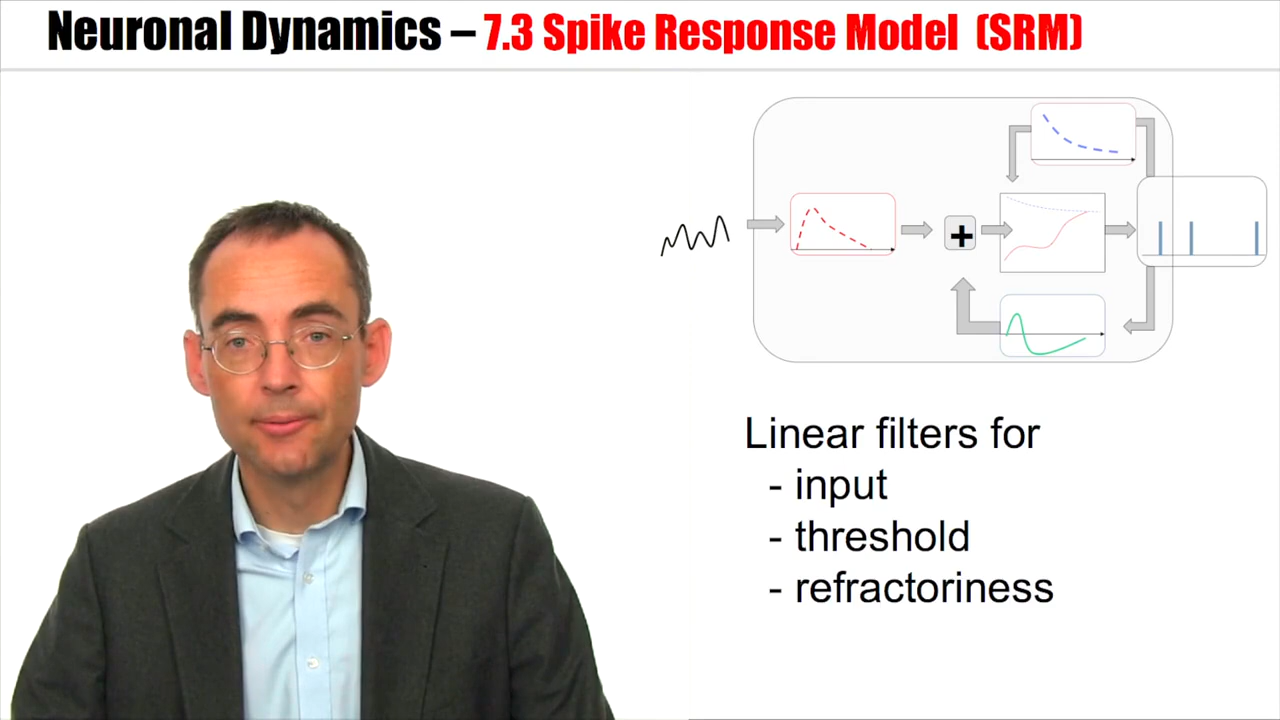 Neuronal Dynamics – 7.3 Spike Response Model (SRM)
+
Linear filters for
- input
- threshold
- refractoriness